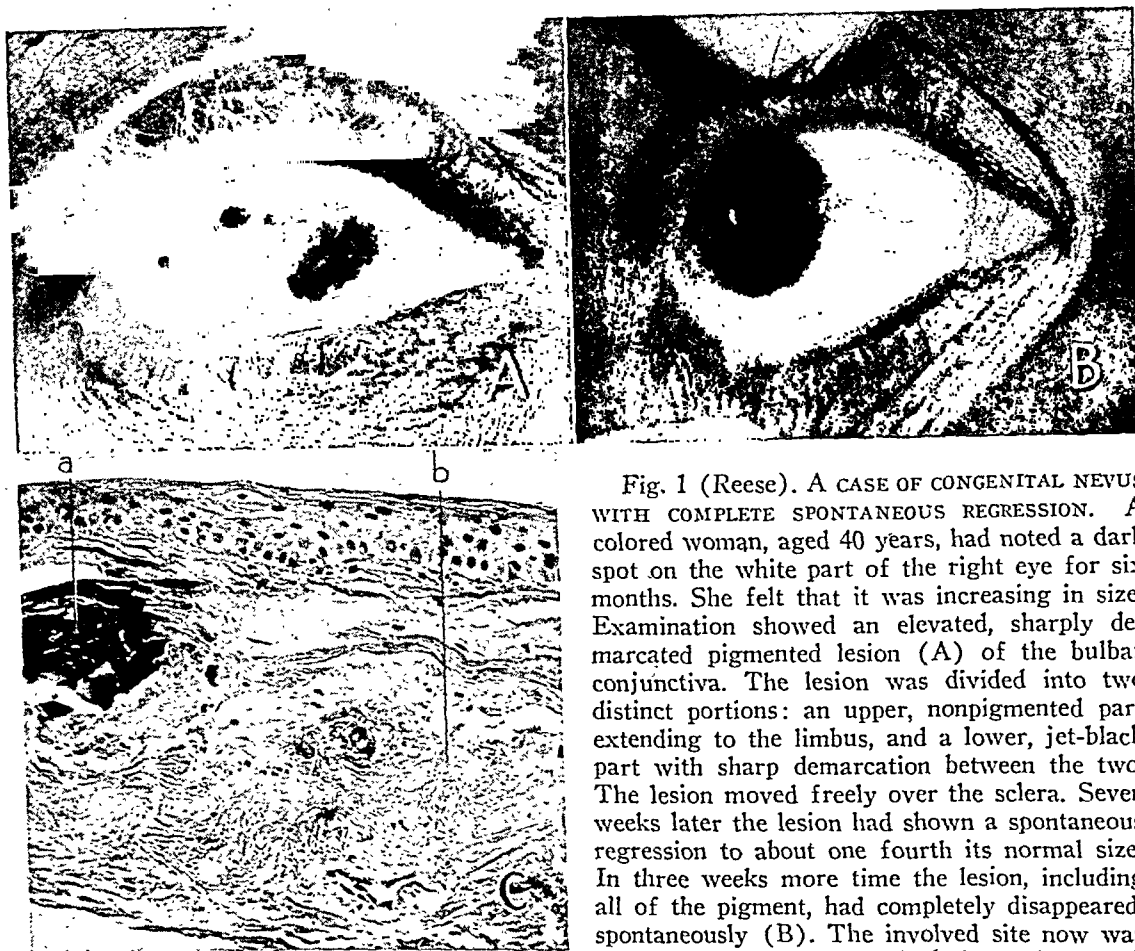 A
B
a
b
C
Fig. 1 (Reese). A CASE OF CONGENITAL NEVUS
WITH COMPLETE SPONTANEOUS REGRESSION. A
colored woman, aged 40 years, had noted a dark
spot on the white part of the right eye for six
months. She felt that it was increasing in size
Examination showed an elevated, sharply de
marcated pigmented lesion (A) of the bulbar
conjunctiva. The lesion was divided into two
distinct portions: an upper, nonpigmented part
extending to the limbus, and a lower, jet-black
part with sharp demarcation between the two
The lesion moved freely over the sclera. Seven
weeks later the lesion had shown a spontaneous
regression to about one fourth its normal size
In three weeks more time the lesion, including
all of the pigment, had completely disappeared
spontaneously (B). The involved site now was